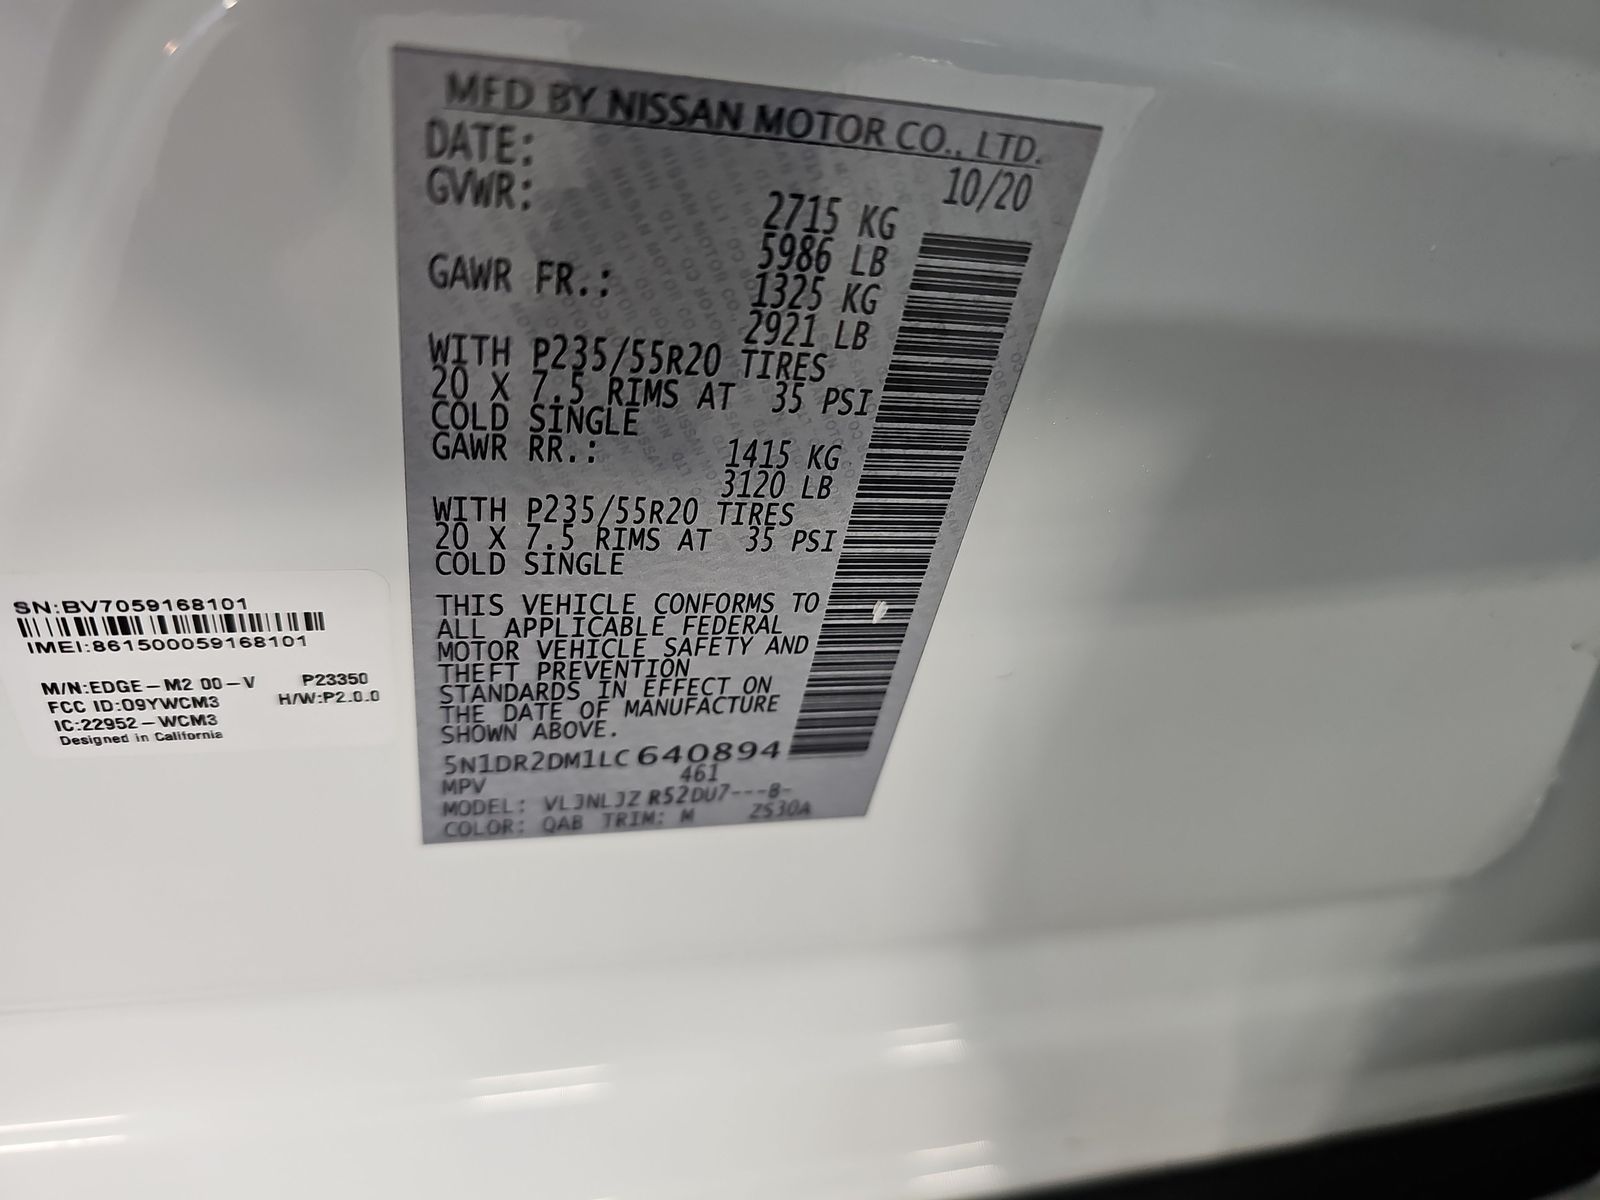 MFD BY NISSAN MOTOR CO., LTD.
DATE: 10/20
GVWR: 2715 KG
5986 LB
GAWR FR.: 1325 KG
2921 LB
WITH P235/55R20 TIRES
20 X 7.5 RIMS AT 35 PSI
COLD SINGLE
GAWR RR.: 1415 KG
3120 LB
WITH P235/55R20 TIRES
20 X 7.5 RIMS AT 35 PSI
COLD SINGLE
THIS VEHICLE CONFORMS TO
ALL APPLICABLE FEDERAL
MOTOR VEHICLE SAFETY AND
THEFT PREVENTION
STANDARDS IN EFFECT ON
THE DATE OF MANUFACTURE
SHOWN ABOVE.
5N1DR2DM1LC640894
MPV 461
MODEL: VLJNLJZ R52DU7---B-
COLOR: QAB TRIM: M ZS30A
SN:BV7059168101
IMEI:861500059168101
M/N:EDGE-M2 00-V P23350
FCC ID:O9YWCM3 H/W:P2.0.0
IC:22952-WCM3
Designed in California